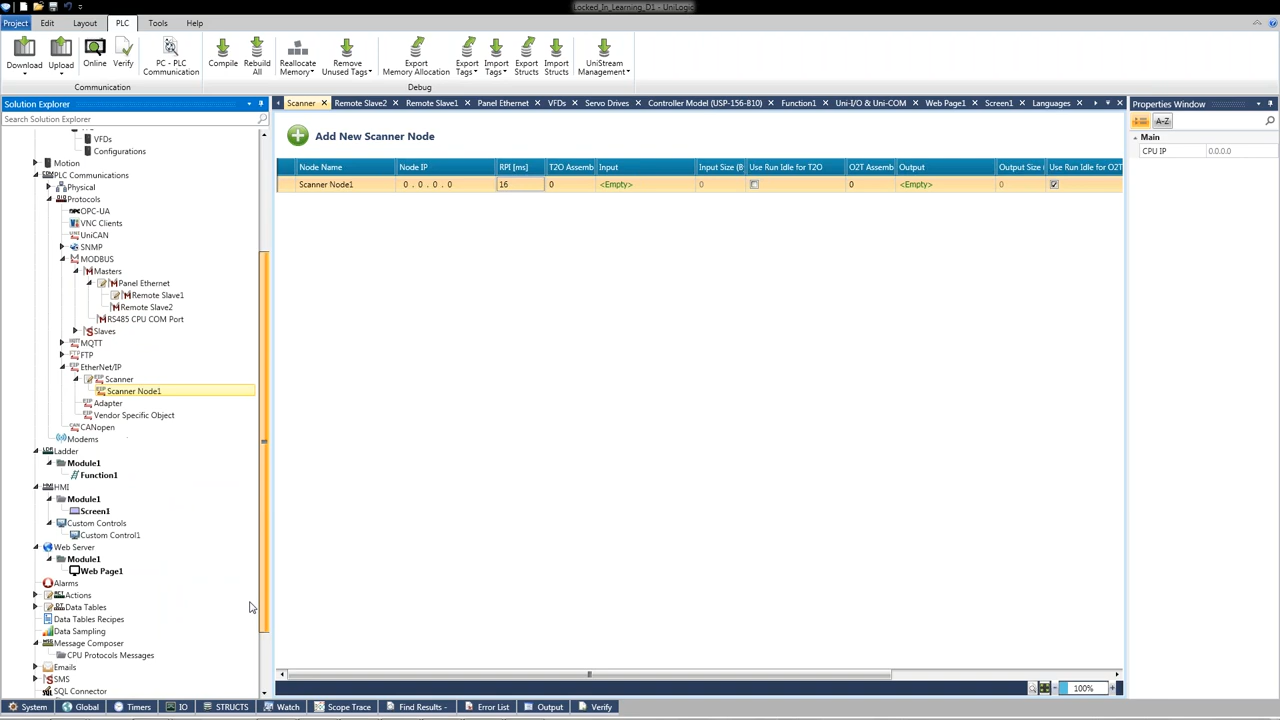 Locked_In_Learning_D1 - UniLogic
Project Edit Layout PLC Tools Help
Download Upload Online Verify PC - PLC Communication Compile Rebuild All Reallocate Memory Remove Unused Tags Export Memory Allocation Export Tags Import Tags Export Structs Import Structs UniStream Management
Communication Debug
Solution Explorer
Scanner Remote Slave2 Remote Slave1 Panel Ethernet VFDs Servo Drives Controller Model (USP-156-B10) Function1 Uni-I/O & Uni-COM Web Page1 Screen1 Languages
Properties Window
Search Solution Explorer
A-Z
Add New Scanner Node
Main
CPU IP 0.0.0.0
Node Name Node IP RPI [ms] T2O Assemb Input Input Size (B Use Run Idle for T2O O2T Assemb Output Output Size Use Run Idle for O2T
Scanner Node1 0 . 0 . 0 . 0 16 0 <Empty> 0 0 <Empty> 0
VFDs
Configurations
Motion
PLC Communications
Physical
Protocols
OPC-UA
VNC Clients
UniCAN
SNMP
MODBUS
Masters
Panel Ethernet
Remote Slave1
Remote Slave2
RS485 CPU COM Port
Slaves
MQTT
FTP
EtherNet/IP
Scanner
Scanner Node1
Adapter
Vendor Specific Object
CANopen
Modems
Ladder
Module1
Function1
HMI
Module1
Screen1
Custom Controls
Custom Control1
Web Server
Module1
Web Page1
Alarms
Actions
Data Tables
Data Tables Recipes
Data Sampling
Message Composer
CPU Protocols Messages
Emails
SMS
SQL Connector
100%
System Global Timers IO STRUCTS Watch Scope Trace Find Results - Error List Output Verify